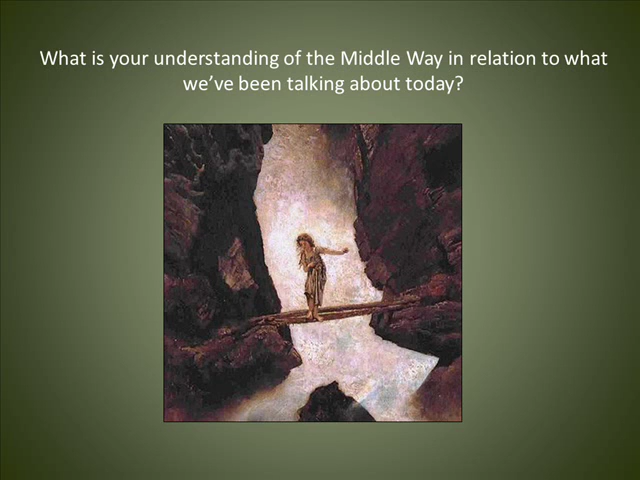 What is your understanding of the Middle Way in relation to what
we’ve been talking about today?